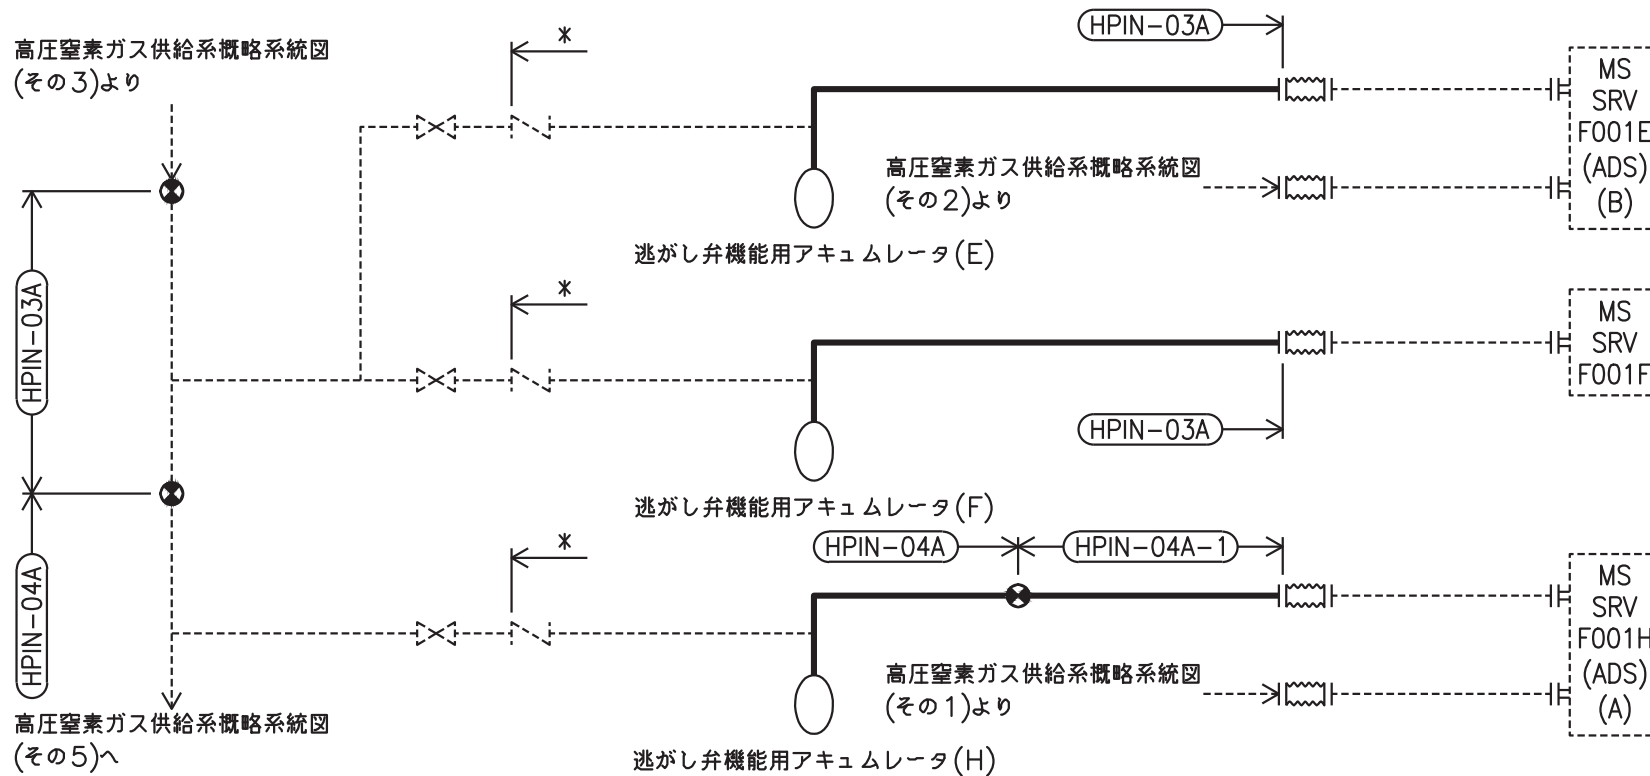 HPIN-03A
*
高圧窒素ガス供給系概略系統図
(その3)より
MS
SRV
F001E
(ADS)
(B)
高圧窒素ガス供給系概略系統図
(その2)より
逃がし弁機能用アキュムレータ(E)
HPIN-03A
*
MS
SRV
F001F
HPIN-03A
逃がし弁機能用アキュムレータ(F)
*
HPIN-04A
HPIN-04A-1
HPIN-04A
MS
SRV
F001H
(ADS)
(A)
高圧窒素ガス供給系概略系統図
(その1)より
高圧窒素ガス供給系概略系統図
(その5)へ
逃がし弁機能用アキュムレータ(H)